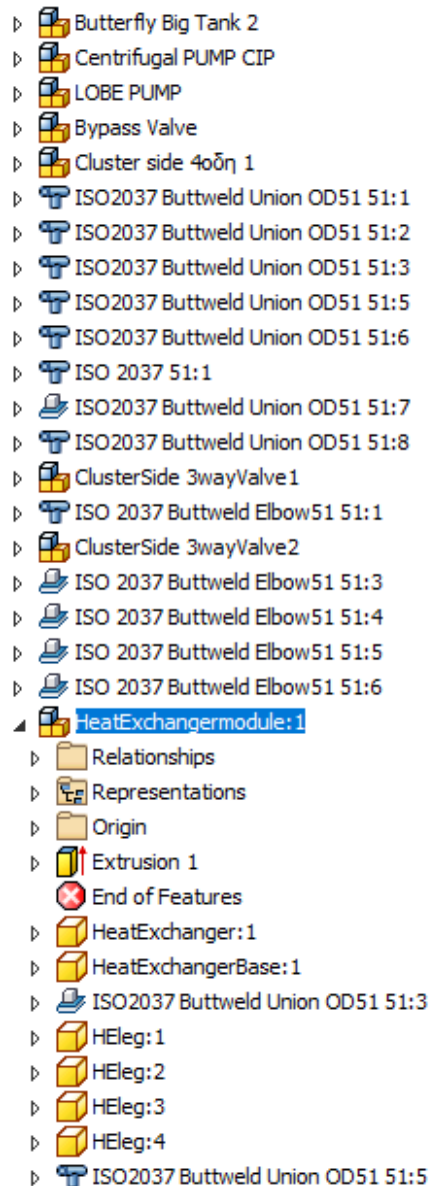 Butterfly Big Tank 2
Centrifugal PUMP CIP
LOBE PUMP
Bypass Valve
Cluster side 4οδη 1
ISO2037 Buttweld Union OD51 51:1
ISO2037 Buttweld Union OD51 51:2
ISO2037 Buttweld Union OD51 51:3
ISO2037 Buttweld Union OD51 51:5
ISO2037 Buttweld Union OD51 51:6
ISO 2037 51:1
ISO2037 Buttweld Union OD51 51:7
ISO2037 Buttweld Union OD51 51:8
ClusterSide 3wayValve1
ISO 2037 Buttweld Elbow51 51:1
ClusterSide 3wayValve2
ISO 2037 Buttweld Elbow51 51:3
ISO 2037 Buttweld Elbow51 51:4
ISO 2037 Buttweld Elbow51 51:5
ISO 2037 Buttweld Elbow51 51:6
HeatExchangermodule:1
Relationships
Representations
Origin
Extrusion 1
End of Features
HeatExchanger:1
HeatExchangerBase:1
ISO2037 Buttweld Union OD51 51:3
HEleg:1
HEleg:2
HEleg:3
HEleg:4
ISO2037 Buttweld Union OD51 51:5